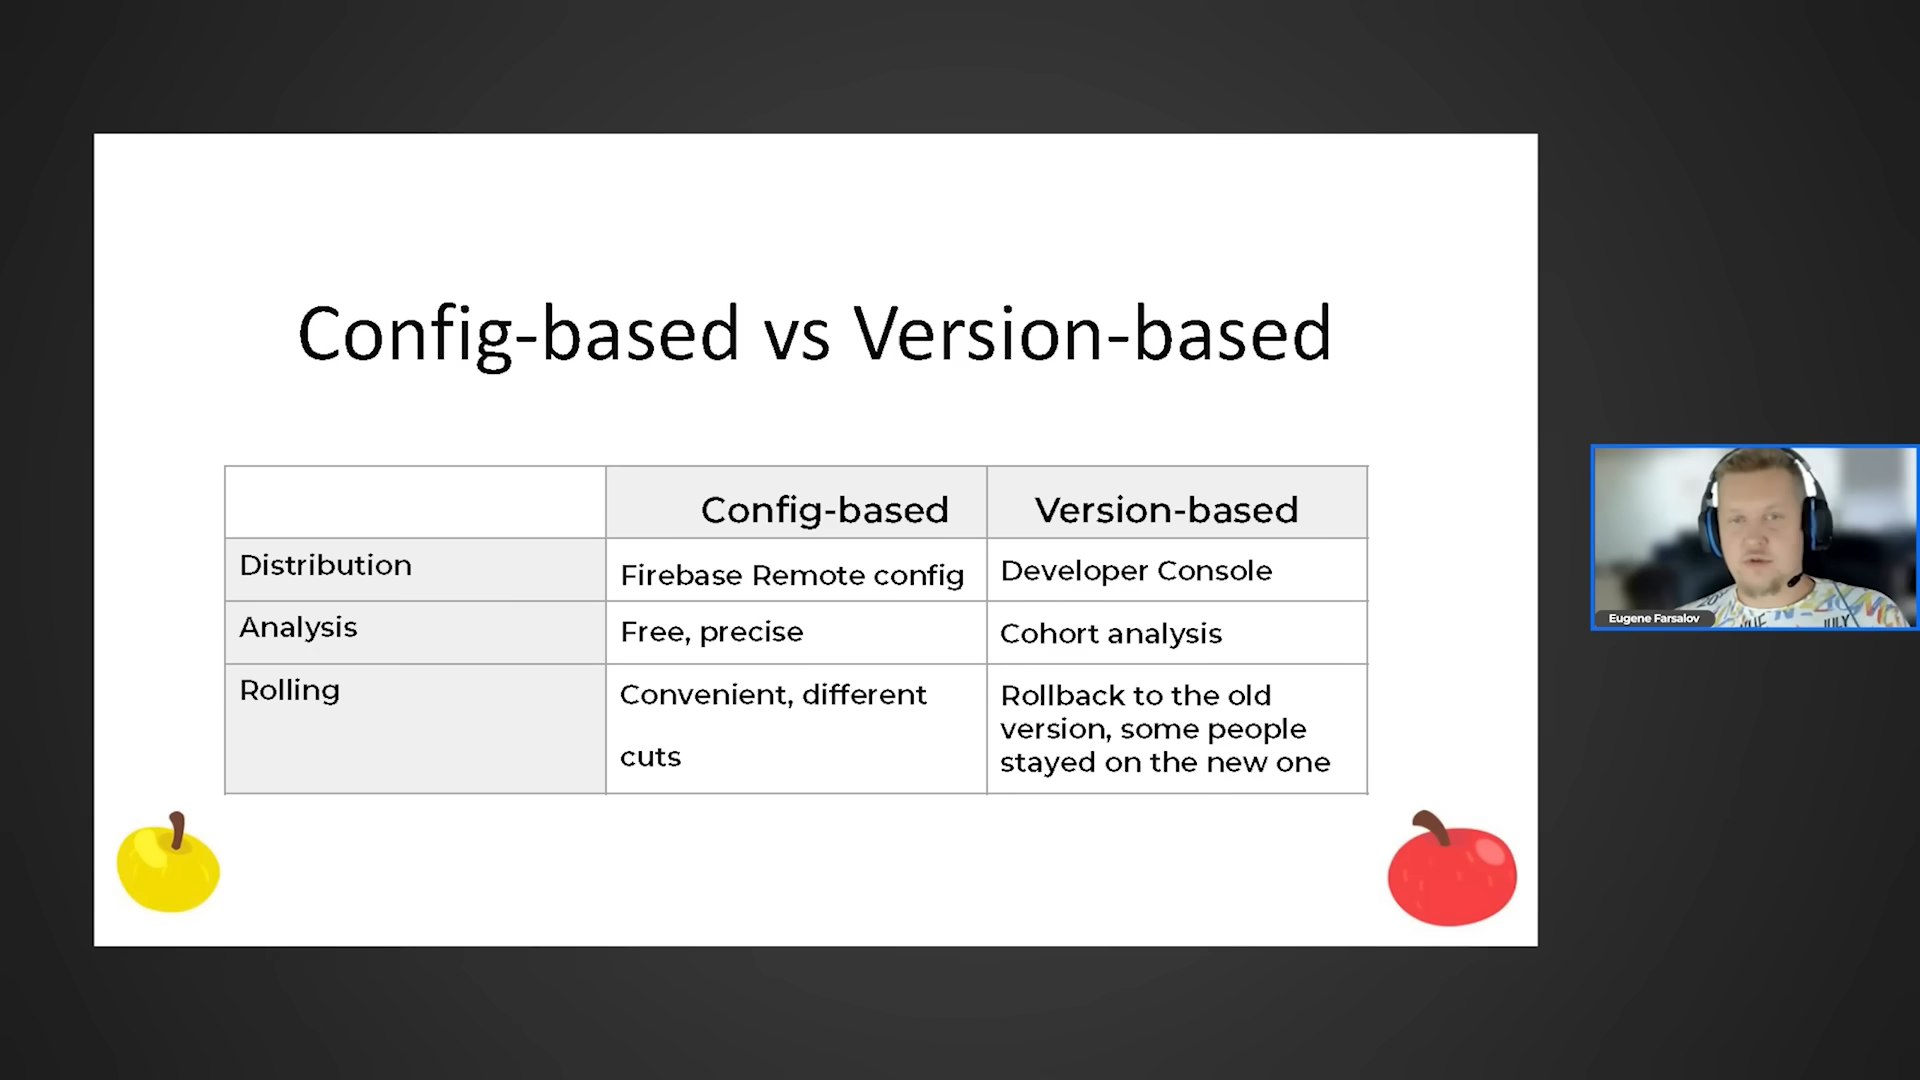 Config-based vs Version-based
Config-based
Version-based
Distribution
Firebase Remote config
Developer Console
Analysis
Free, precise
Cohort analysis
Rolling
Convenient, different
cuts
Rollback to the old
version, some people
stayed on the new one
Eugene Farsalov
JULY